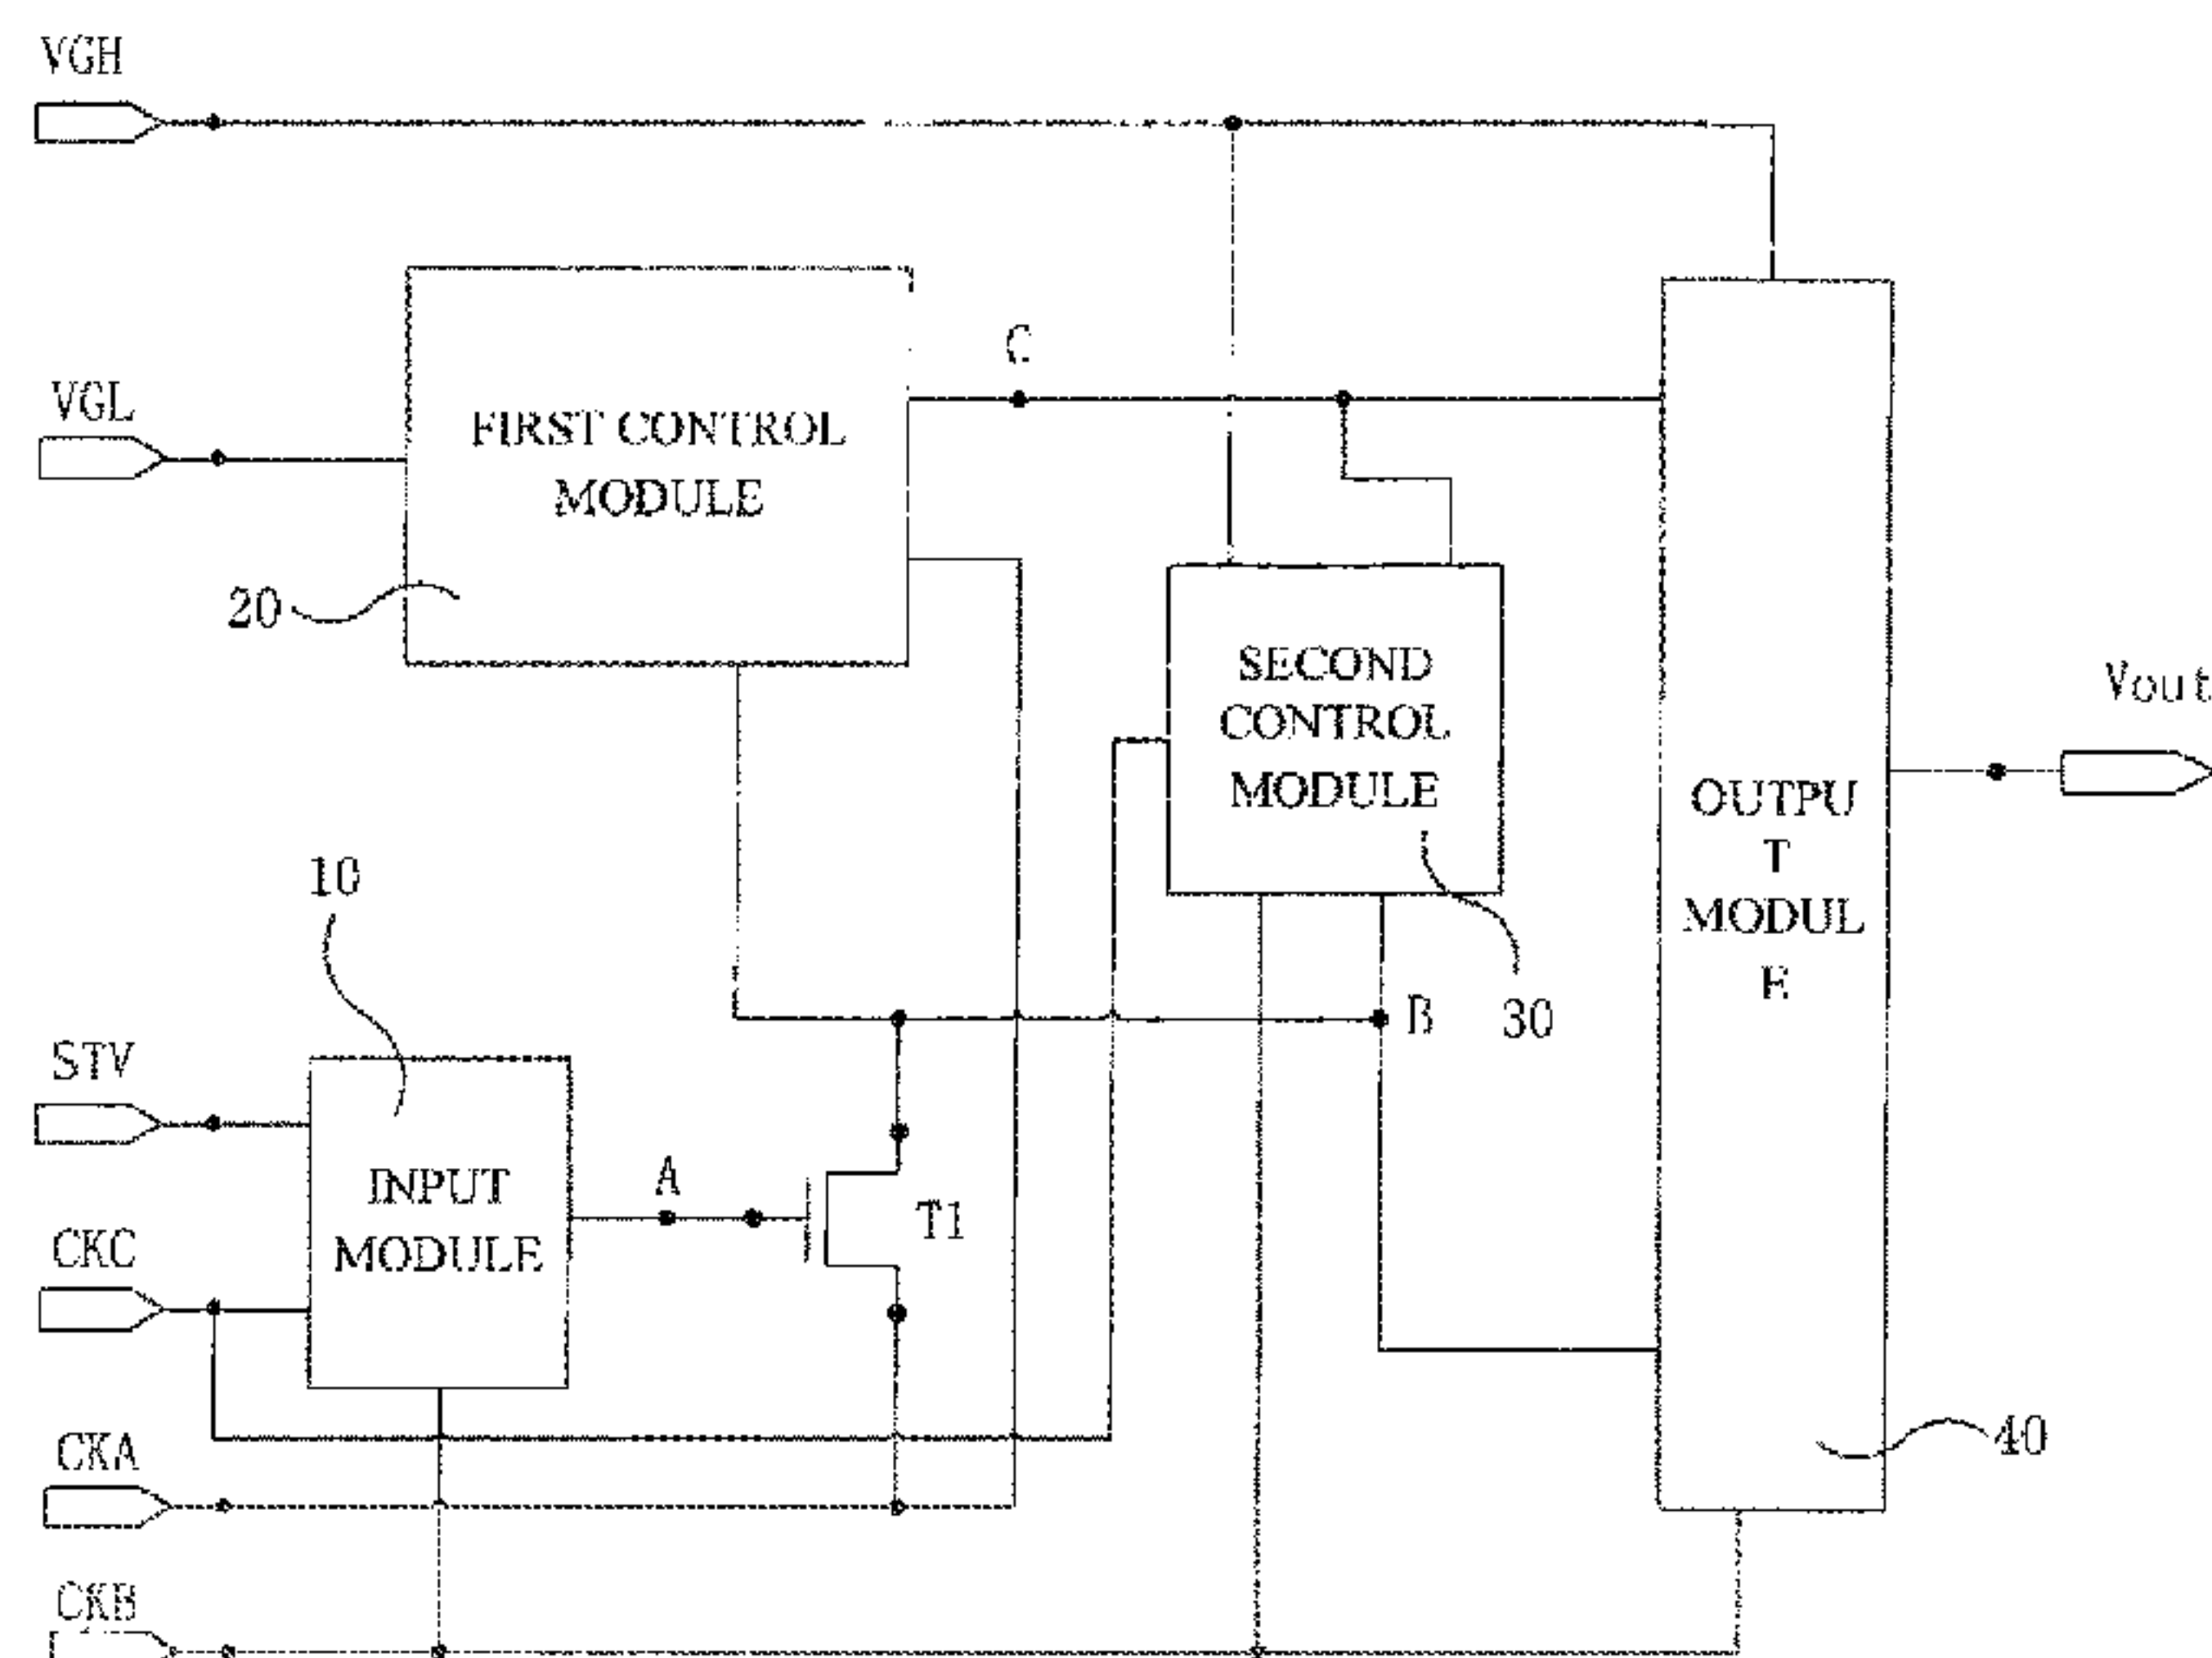 VGH
C
VGL
FIRST CONTROL
MODULE
20
SECOND
CONTROL
MODULE
Vout
OUTPU
T
MODUL
E
10
B
30
STV
A
INPUT
MODULE
T1
CKC
CKA
40
CKB